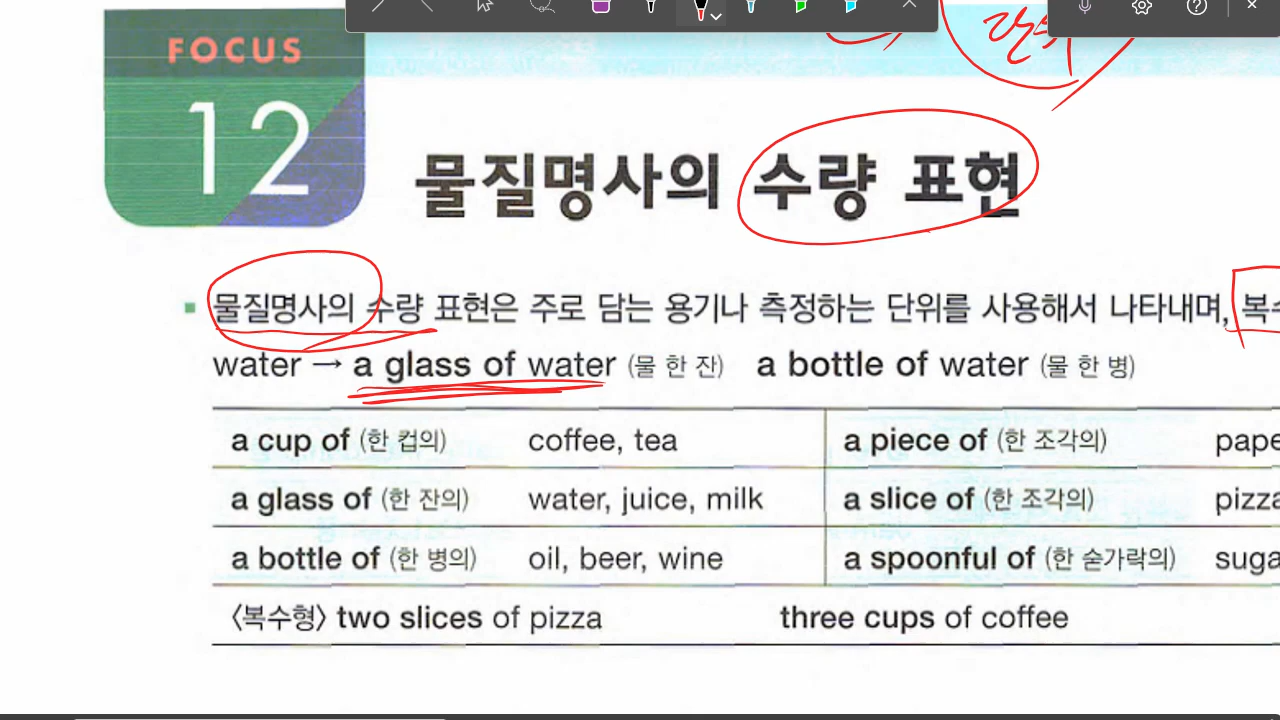 FOCUS
12
물질명사의 수량 표현
물질명사의 수량 표현은 주로 담는 용기나 측정하는 단위를 사용해서 나타내며, 복
water → a glass of water (물 한 잔) a bottle of water (물 한 병)
a cup of (한 컵의) coffee, tea a piece of (한 조각의) pape
a glass of (한 잔의) water, juice, milk a slice of (한 조각의) pizza
a bottle of (한 병의) oil, beer, wine a spoonful of (한 숟가락의) suga
〈복수형〉 two slices of pizza three cups of coffee